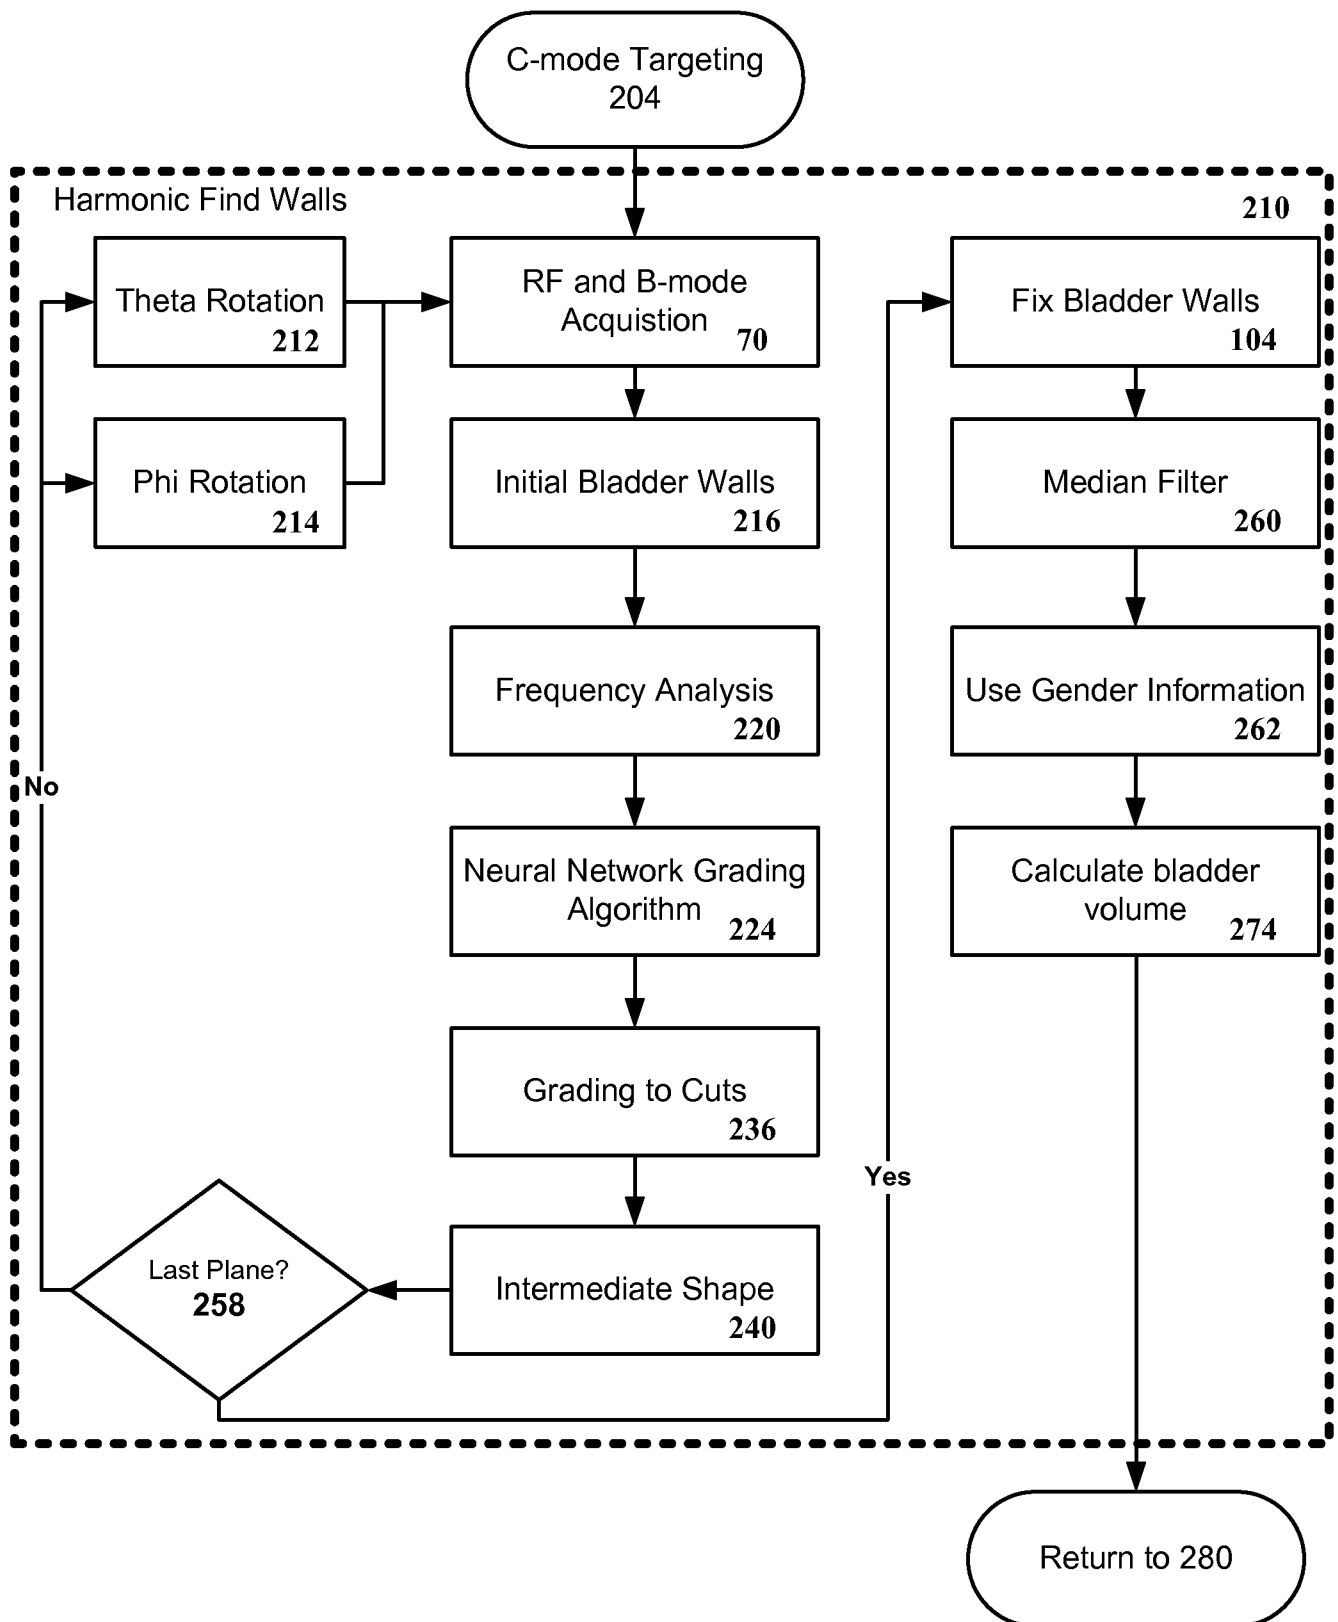 C-mode Targeting
204
Harmonic Find Walls
210
Theta Rotation
212
Phi Rotation
214
RF and B-mode
Acquistion
70
Initial Bladder Walls
216
Frequency Analysis
220
Neural Network Grading
Algorithm
224
Grading to Cuts
236
Intermediate Shape
240
Last Plane?
258
No
Yes
Fix Bladder Walls
104
Median Filter
260
Use Gender Information
262
Calculate bladder
volume
274
Return to 280